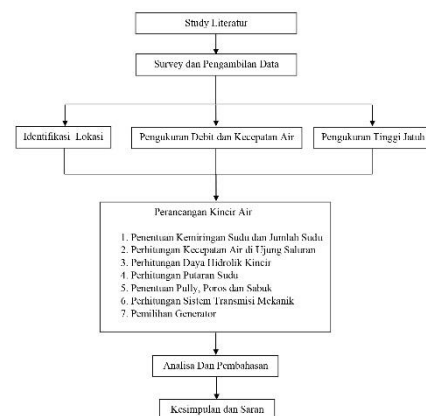 Study Literatur
Survey dan Pengambilan Data
Identifikasi Lokasi
Pengukuran Debit dan Kecepatan Air
Pengukuran Tinggi Jatuh
Perancangan Kincir Air
1. Penentuan Kemiringan Sudu dan Jumlah Sudu
2. Perhitungan Kecepatan Air di Ujung Saluran
3. Perhitungan Daya Hidrolik Kincir
4. Perhitungan Putaran Sudu
5. Penentuan Pully, Poros dan Sabuk
6. Perhitungan Sistem Transmisi Mekanik
7. Pemilihan Generator
Analisa Dan Pembahasan
Kesimpulan dan Saran